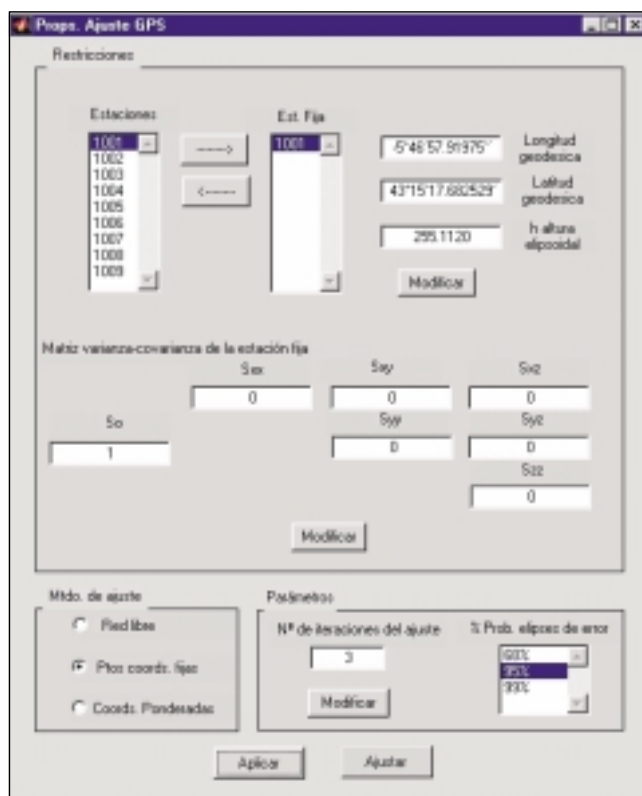 Props. Ajuste GPS
Restricciones
Estaciones
Est. Fija
1001
1002
1003
1004
1005
1006
1007
1008
1009
----->
<-----
1001
-5°46'57.91975''
Longitud geodesica
43°15'17.682529'
Latitud geodesica
255.1120
h altura elipsoidal
Modificar
Matriz varianza-covarianza de la estación fija
Sxx
Sxy
Sxz
0
0
0
So
Syy
Syz
1
0
0
Szz
0
Modificar
Mtdo. de ajuste
Red libre
Ptos coords. fijas
Coords. Ponderadas
Parámetros
Nº de iteraciones del ajuste
3
Modificar
% Prob. elipses de error
95%
99%
Aplicar
Ajustar